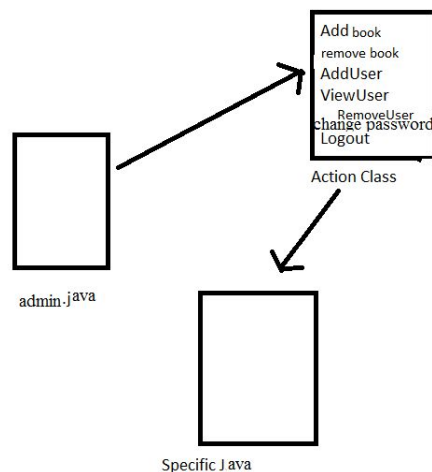 Add book
remove book
AddUser
ViewUser
RemoveUser
change password
Logout
Action Class
admin.java
Specific Java